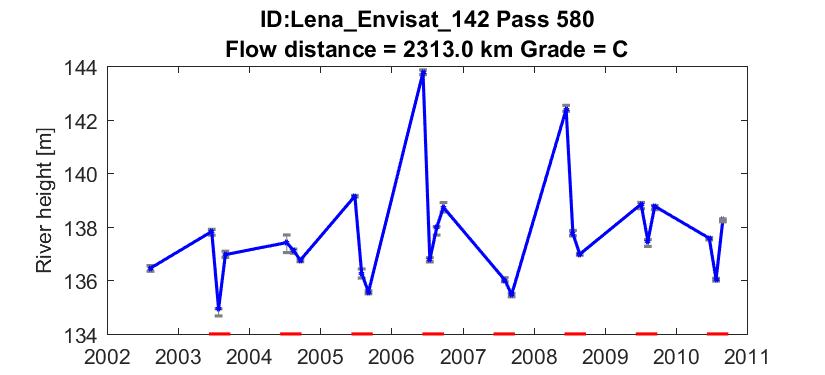 ID:Lena_Envisat_142 Pass 580
Flow distance = 2313.0 km Grade = C
River height [m]
144
142
140
138
136
134
2002 2003 2004 2005 2006 2007 2008 2009 2010 2011